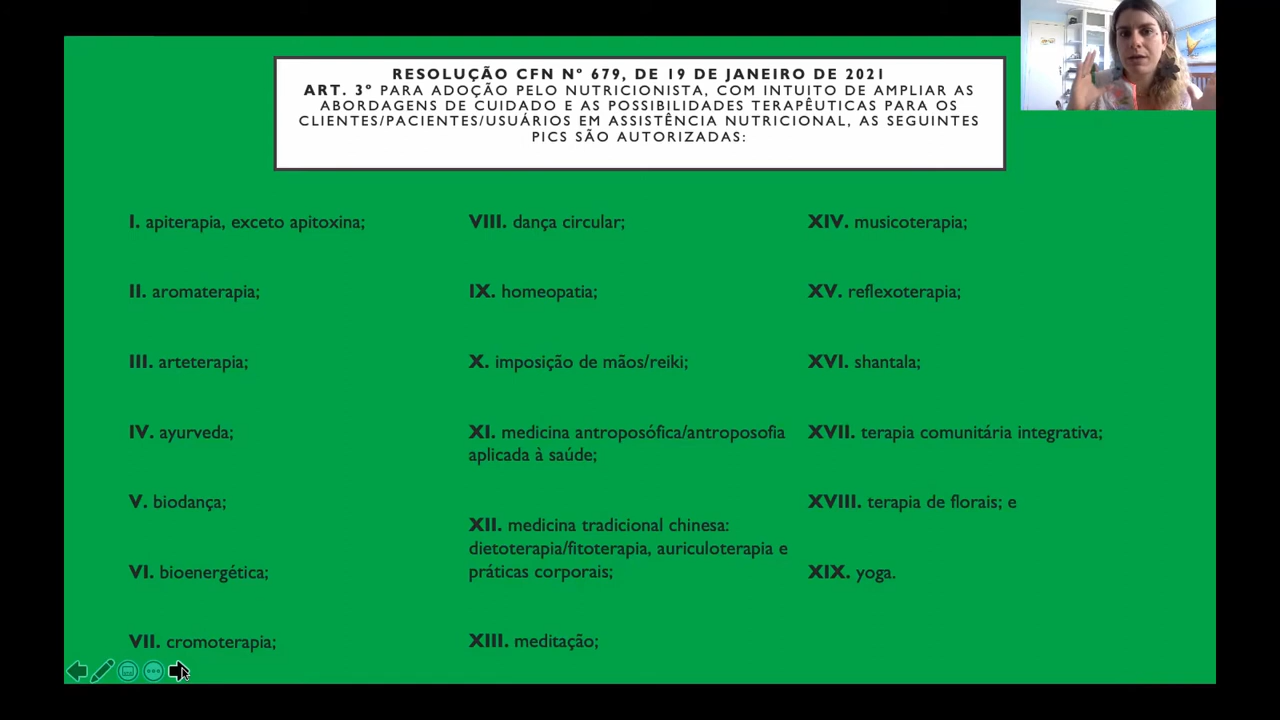 RESOLUÇÃO CFN Nº 679, DE 19 DE JANEIRO DE 2021
ART. 3º PARA ADOÇÃO PELO NUTRICIONISTA, COM INTUITO DE AMPLIAR AS
ABORDAGENS DE CUIDADO E AS POSSIBILIDADES TERAPÊUTICAS PARA OS
CLIENTES/PACIENTES/USUÁRIOS EM ASSISTÊNCIA NUTRICIONAL, AS SEGUINTES
PICS SÃO AUTORIZADAS:
I. apiterapia, exceto apitoxina;
II. aromaterapia;
III. arteterapia;
IV. ayurveda;
V. biodança;
VI. bioenergética;
VII. cromoterapia;
VIII. dança circular;
IX. homeopatia;
X. imposição de mãos/reiki;
XI. medicina antroposófica/antroposofia
aplicada à saúde;
XII. medicina tradicional chinesa:
dietoterapia/fitoterapia, auriculoterapia e
práticas corporais;
XIII. meditação;
XIV. musicoterapia;
XV. reflexoterapia;
XVI. shantala;
XVII. terapia comunitária integrativa;
XVIII. terapia de florais; e
XIX. yoga.